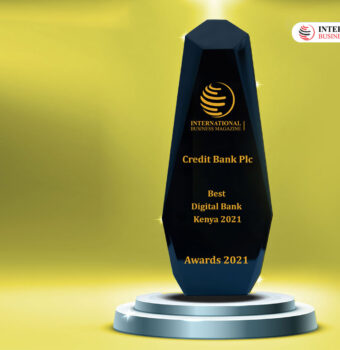 INTER
BUSINE
INTERNATIONAL
BUSINESS MAGAZINE
Credit Bank Plc
Best
Digital Bank
Kenya 2021
Awards 2021